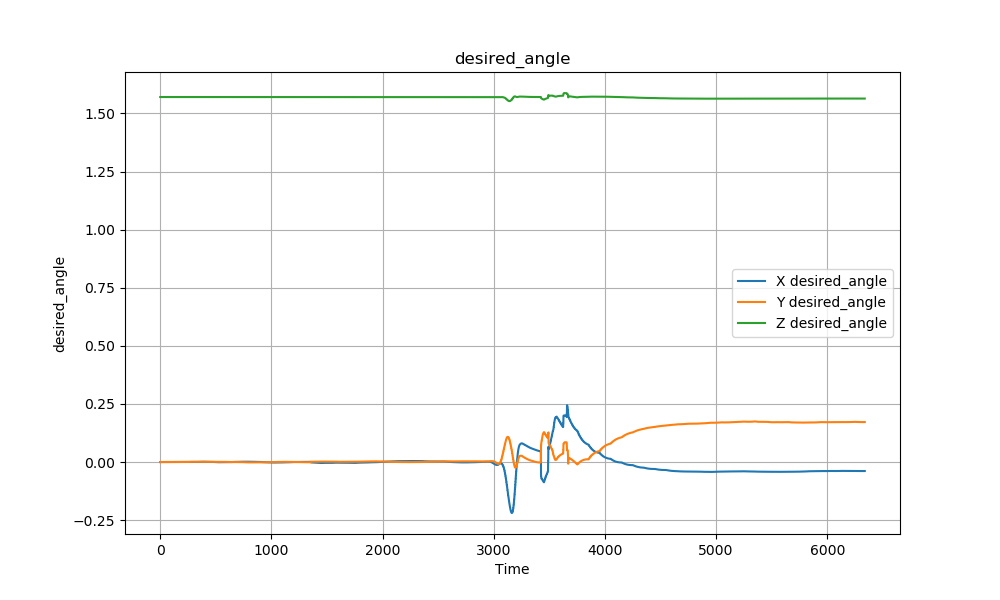 desired_angle
desired_angle
1.50
1.25
1.00
0.75
0.50
0.25
0.00
−0.25
X desired_angle
Y desired_angle
Z desired_angle
0 1000 2000 3000 4000 5000 6000
Time